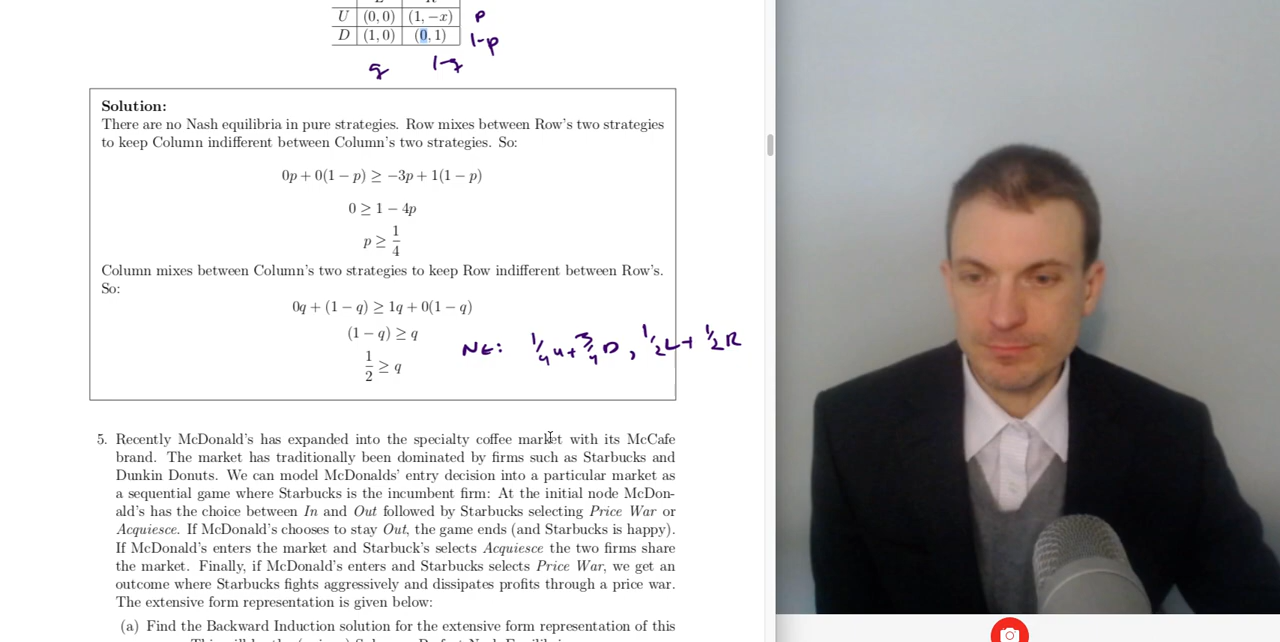 U (0, 0) (1, −x) p
D (1, 0) (0, 1) 1-p
q 1-q
Solution:
There are no Nash equilibria in pure strategies. Row mixes between Row's two strategies
to keep Column indifferent between Column's two strategies. So:
0p + 0(1 − p) ≥ −3p + 1(1 − p)
0 ≥ 1 − 4p
p ≥ 1/4
Column mixes between Column's two strategies to keep Row indifferent between Row's.
So:
0q + (1 − q) ≥ 1q + 0(1 − q)
(1 − q) ≥ q
1/2 ≥ q
NE: 1/4 U + 3/4 D, 1/2 L + 1/2 R
5. Recently McDonald's has expanded into the specialty coffee market with its McCafe
brand. The market has traditionally been dominated by firms such as Starbucks and
Dunkin Donuts. We can model McDonalds' entry decision into a particular market as
a sequential game where Starbucks is the incumbent firm: At the initial node McDon-
ald's has the choice between In and Out followed by Starbucks selecting Price War or
Acquiesce. If McDonald's chooses to stay Out, the game ends (and Starbucks is happy).
If McDonald's enters the market and Starbuck's selects Acquiesce the two firms share
the market. Finally, if McDonald's enters and Starbucks selects Price War, we get an
outcome where Starbucks fights aggressively and dissipates profits through a price war.
The extensive form representation is given below:
(a) Find the Backward Induction solution for the extensive form representation of this